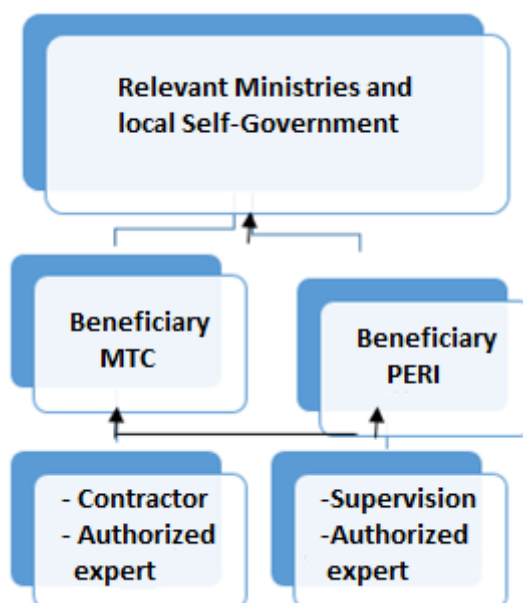 Relevant Ministries and
local Self-Government
Beneficiary
MTC
Beneficiary
PERI
- Contractor
- Authorized
expert
-Supervision
-Authorized
expert